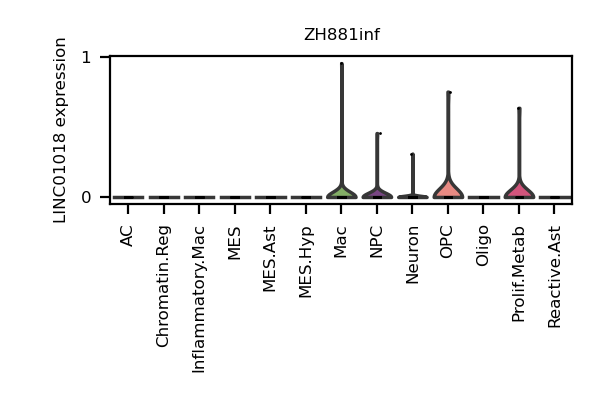 ZH881inf
LINC01018 expression
1
0
AC
Chromatin.Reg
Inflammatory.Mac
MES
MES.Ast
MES.Hyp
Mac
NPC
Neuron
OPC
Oligo
Prolif.Metab
Reactive.Ast